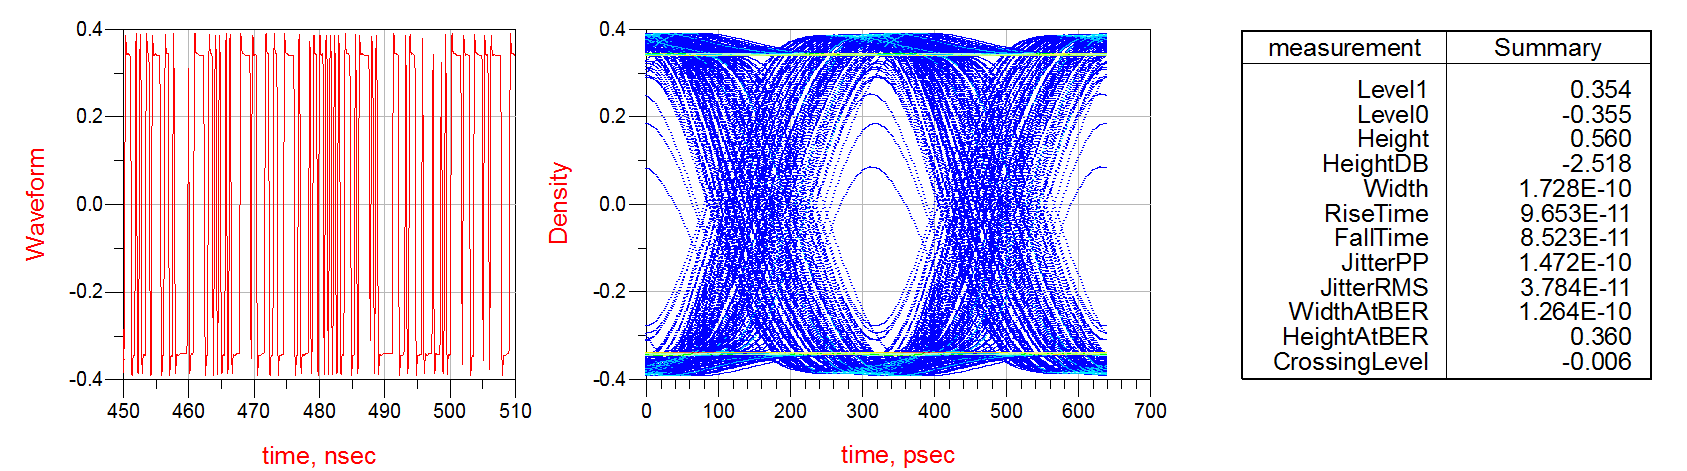 0.4
0.2
0.0
-0.2
-0.4
Waveform
450 460 470 480 490 500 510
time, nsec
0.4
0.2
0.0
-0.2
-0.4
Density
0 100 200 300 400 500 600 700
time, psec
measurement Summary
Level1 0.354
Level0 -0.355
Height 0.560
HeightDB -2.518
Width 1.728E-10
RiseTime 9.653E-11
FallTime 8.523E-11
JitterPP 1.472E-10
JitterRMS 3.784E-11
WidthAtBER 1.264E-10
HeightAtBER 0.360
CrossingLevel -0.006